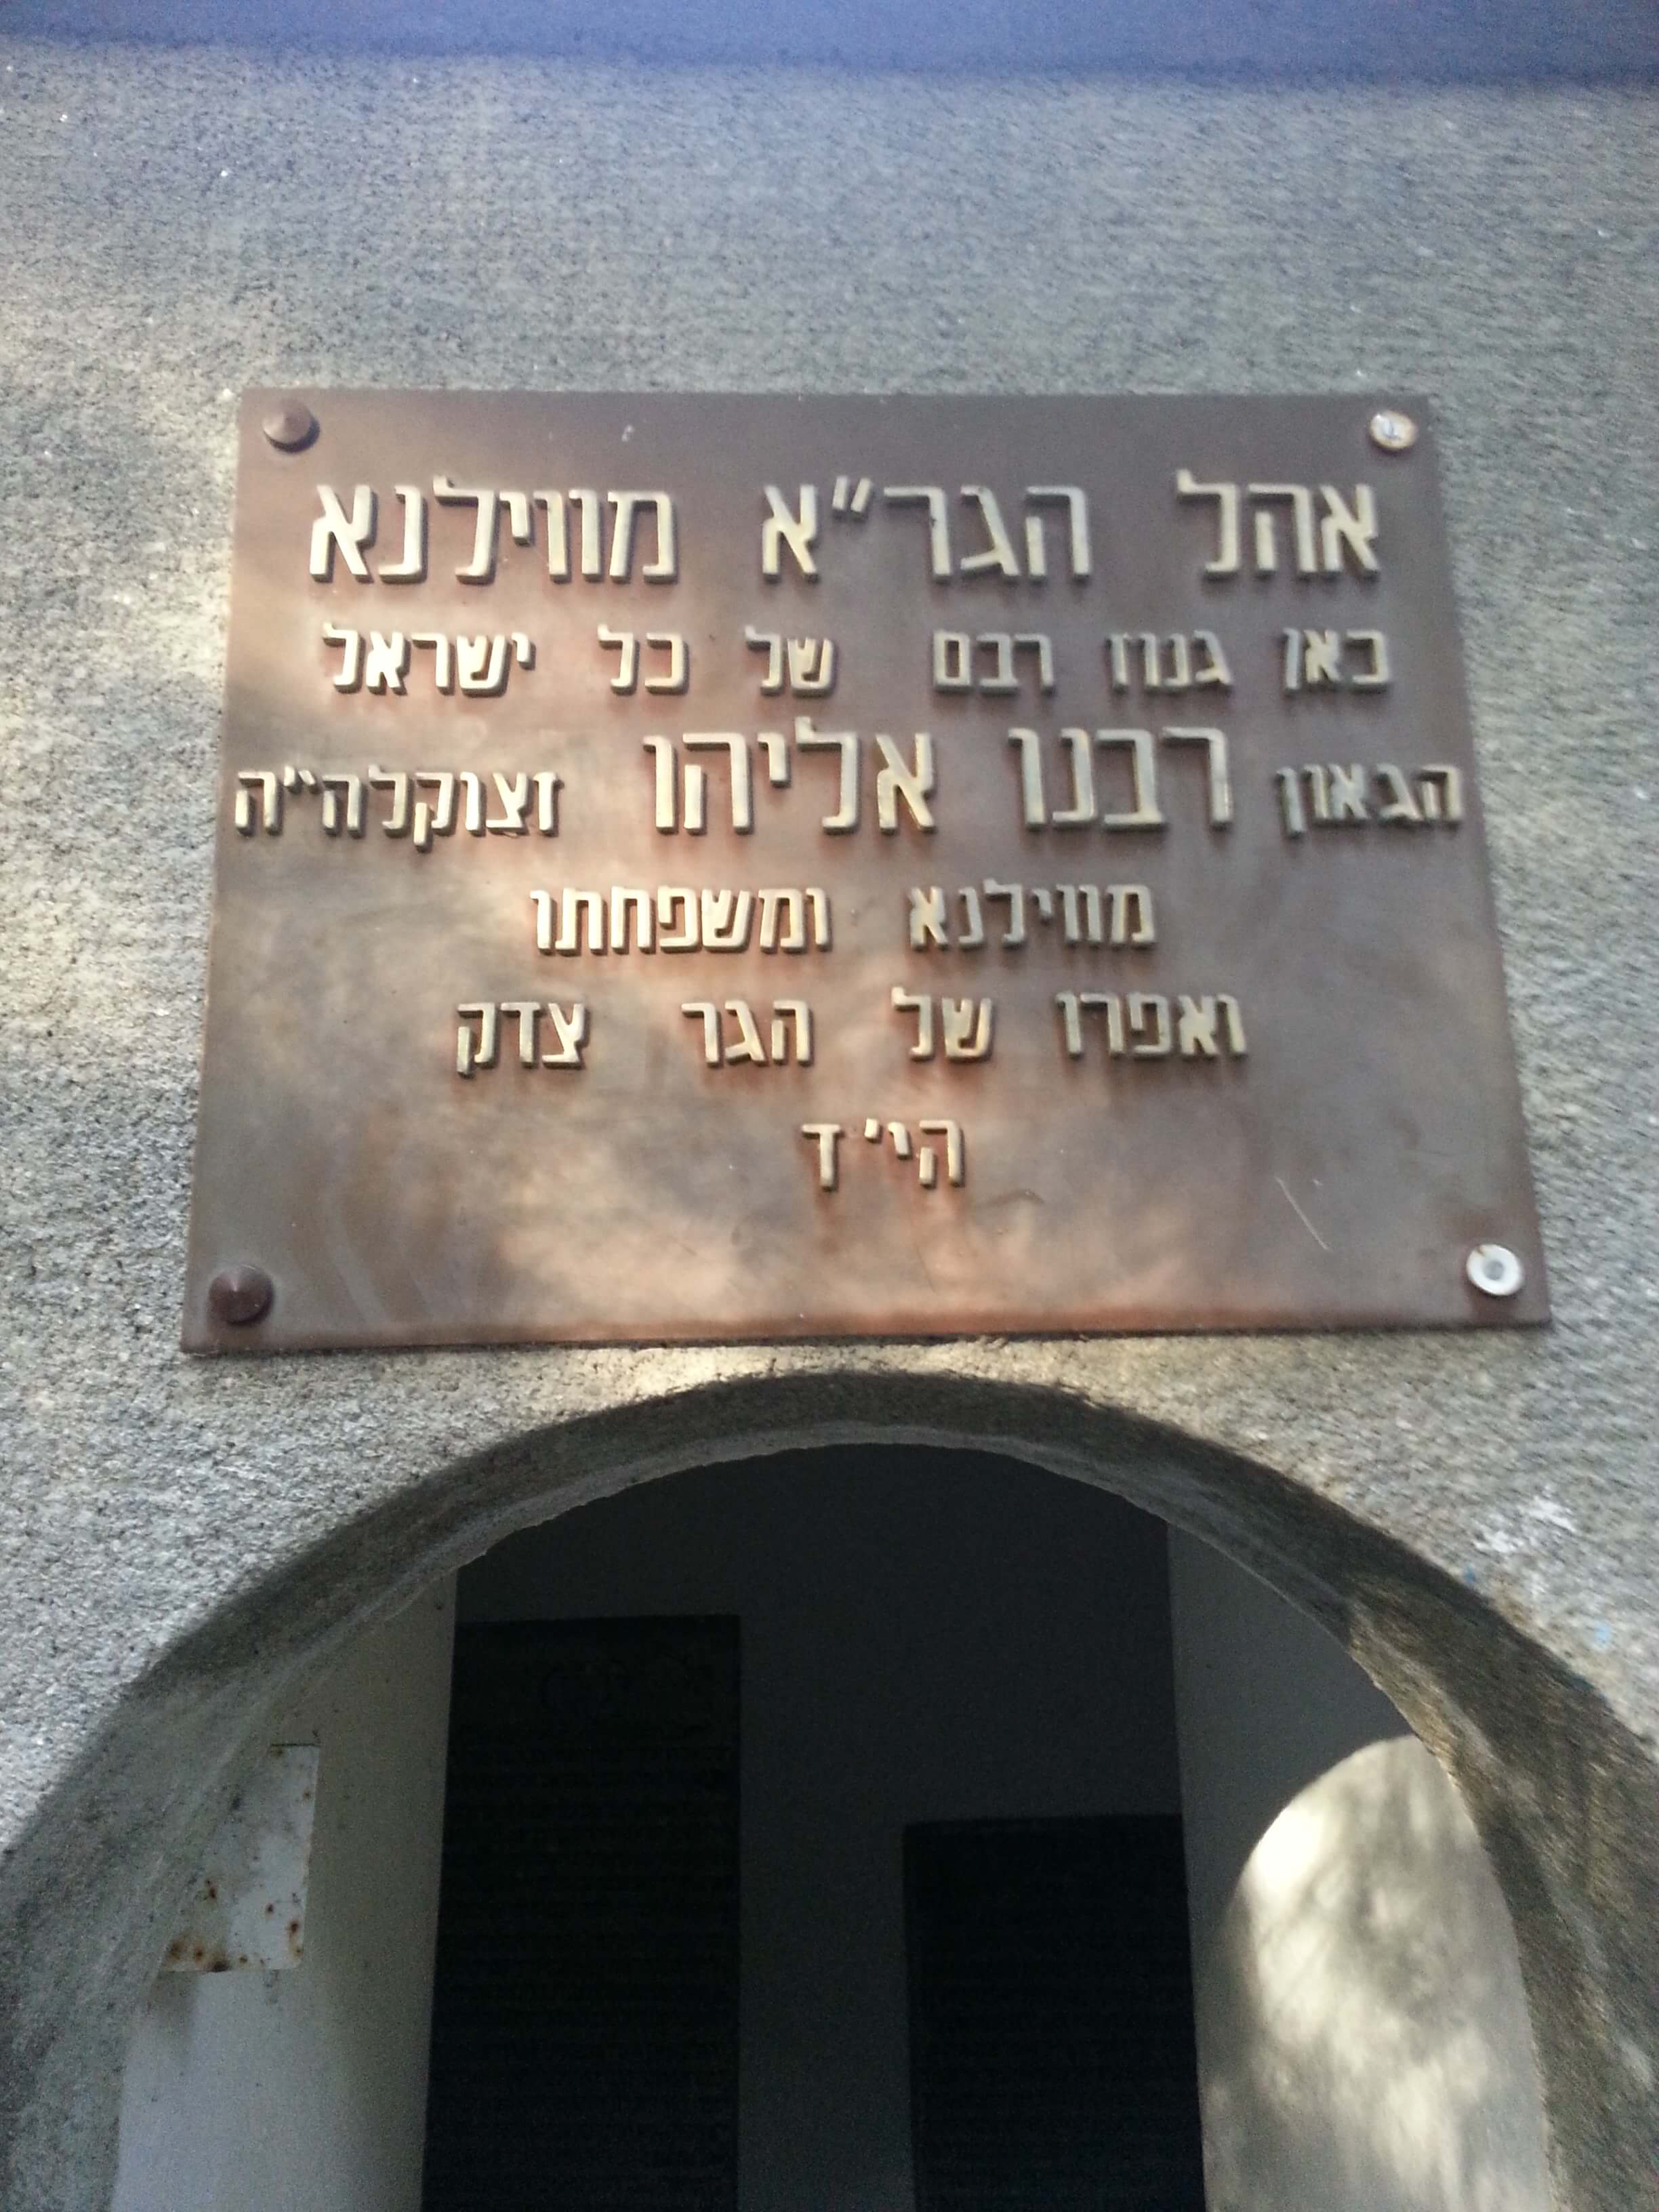 אהל הגר"א מווילנא
כאן גנוז רבם של כל ישראל
הגאון רבנו אליהו זצוקלה"ה
מווילנא ומשפחתו
ואפרו של הגר צדק
הי"ד